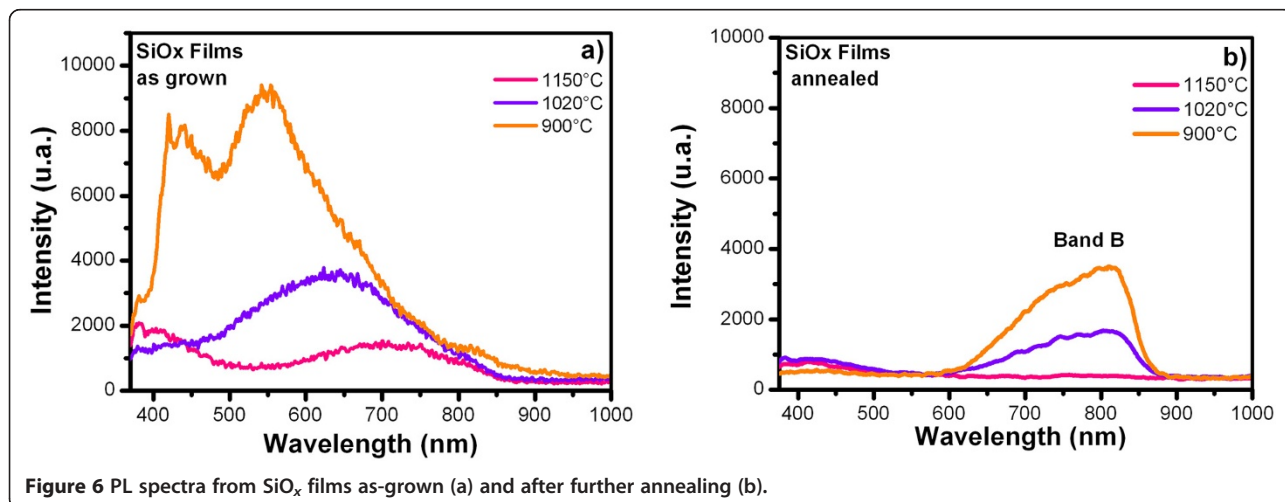 SiOx Films
as grown
a)
1150°C
1020°C
900°C
10000
8000
6000
4000
2000
0
Intensity (u.a.)
400 500 600 700 800 900 1000
Wavelength (nm)
SiOx Films
annealed
b)
1150°C
1020°C
900°C
10000
8000
6000
4000
2000
0
Intensity (u.a.)
Band B
400 500 600 700 800 900 1000
Wavelength (nm)
Figure 6 PL spectra from SiOx films as-grown (a) and after further annealing (b).